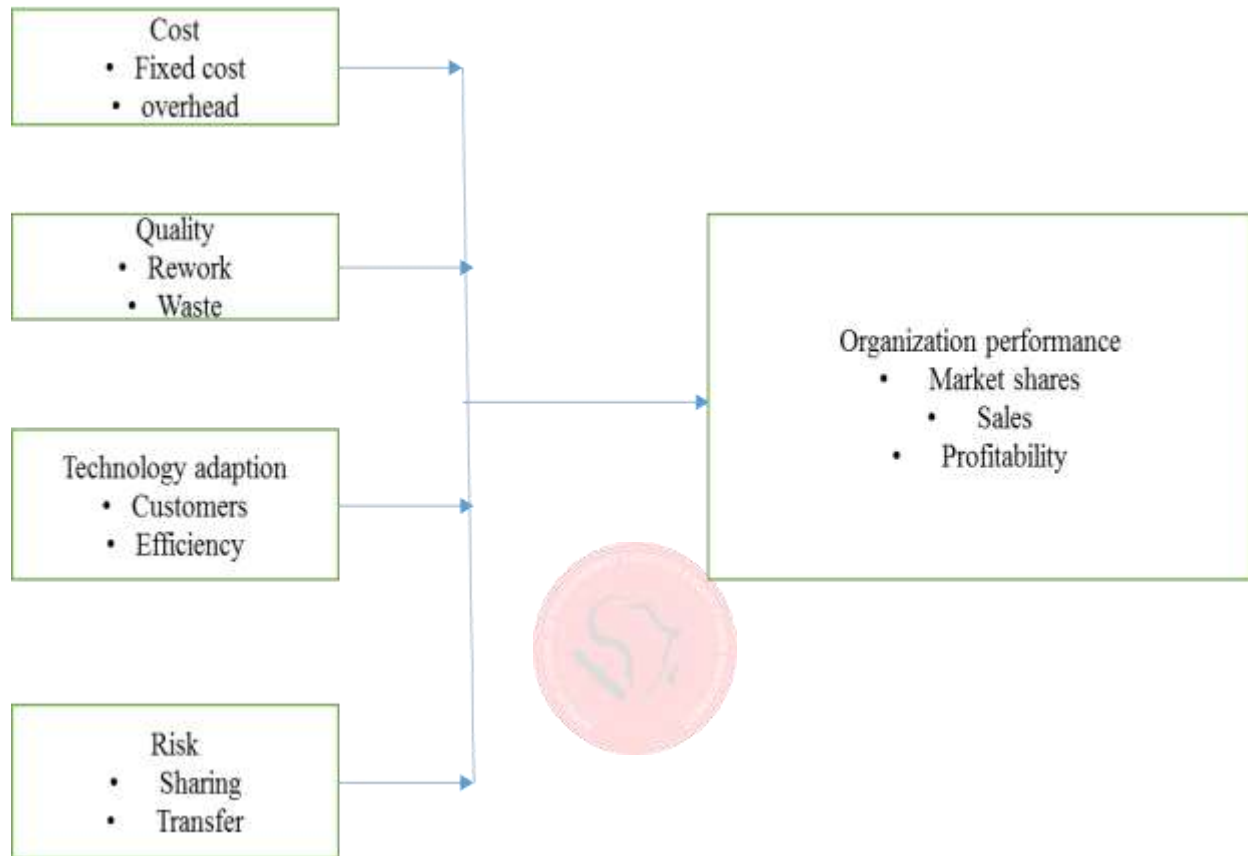 Cost
• Fixed cost
• overhead
Quality
• Rework
• Waste
Technology adaption
• Customers
• Efficiency
Risk
• Sharing
• Transfer
Organization performance
• Market shares
• Sales
• Profitability